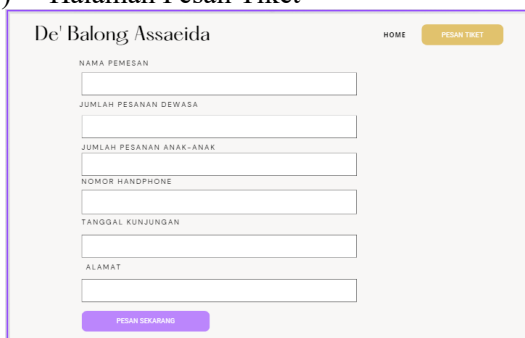 ) Halaman Pesan Tiket
De' Balong Assaeida
HOME
PESAN TIKET
NAMA PEMESAN
JUMLAH PESANAN DEWASA
JUMLAH PESANAN ANAK-ANAK
NOMOR HANDPHONE
TANGGAL KUNJUNGAN
ALAMAT
PESAN SEKARANG